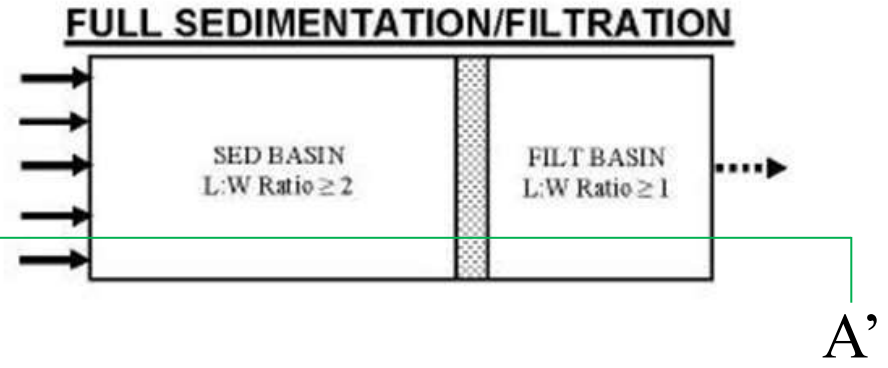 FULL SEDIMENTATION/FILTRATION
SED BASIN
L:W Ratio ≥ 2
FILT BASIN
L:W Ratio ≥ 1
A’